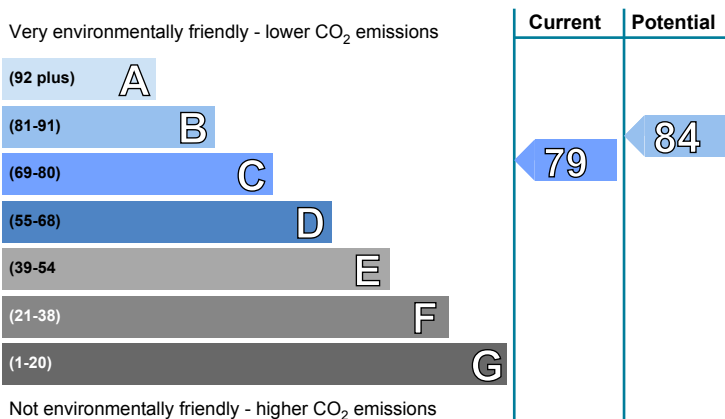 Very environmentally friendly - lower CO2 emissions
Current
Potential
(92 plus) A
(81-91) B
(69-80) C
(55-68) D
(39-54 E
(21-38) F
(1-20) G
79
84
Not environmentally friendly - higher CO2 emissions